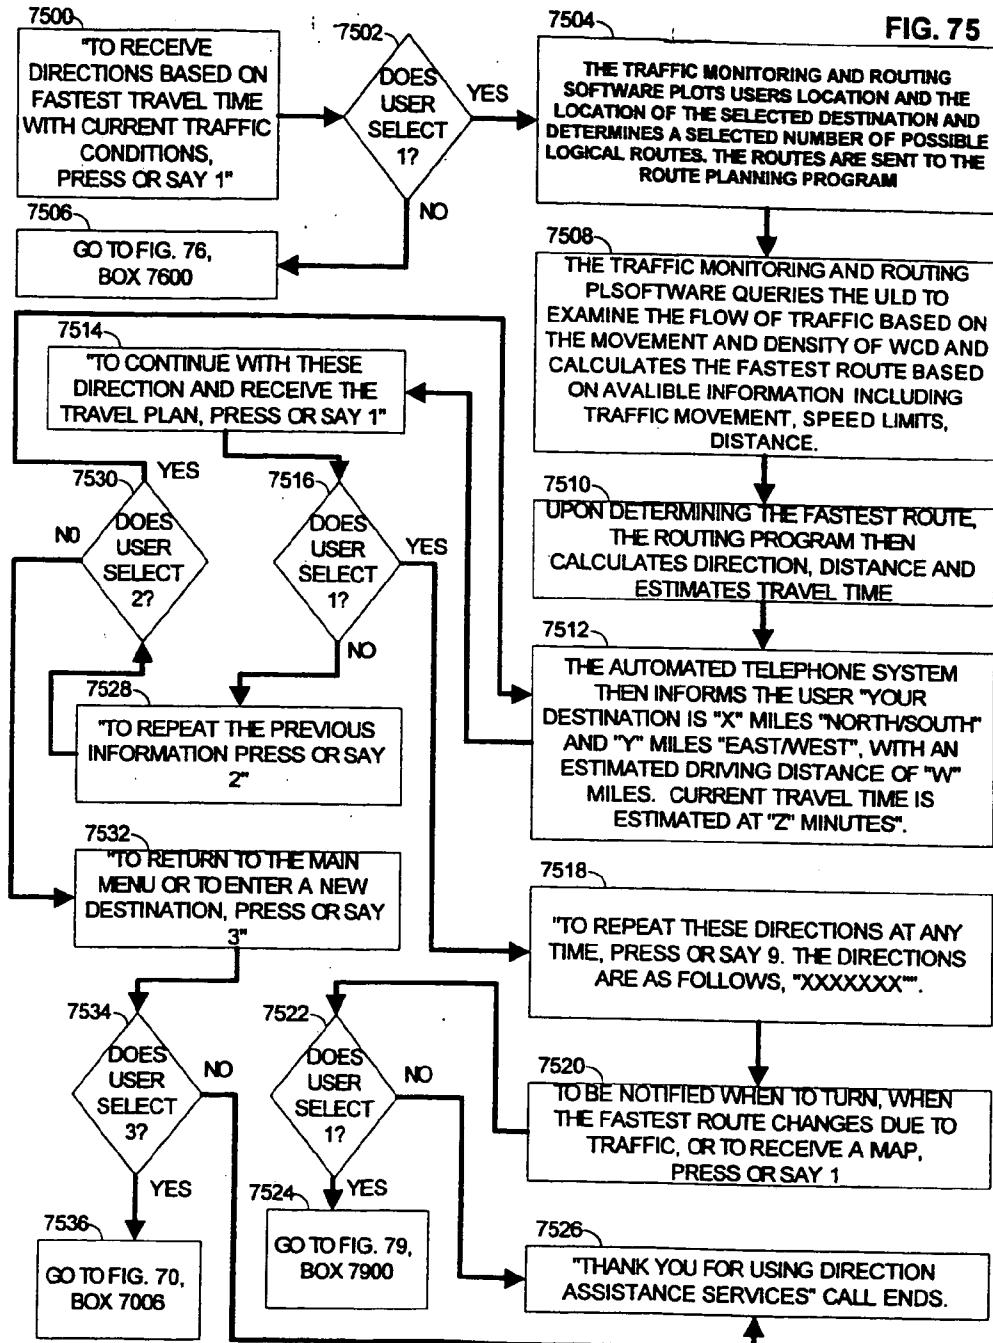 FIG. 75
7500
"TO RECEIVE
DIRECTIONS BASED ON
FASTEST TRAVEL TIME
WITH CURRENT TRAFFIC
CONDITIONS,
PRESS OR SAY 1"
7502
DOES
USER
SELECT
1?
YES
NO
7504
THE TRAFFIC MONITORING AND ROUTING
SOFTWARE PLOTS USERS LOCATION AND THE
LOCATION OF THE SELECTED DESTINATION AND
DETERMINES A SELECTED NUMBER OF POSSIBLE
LOGICAL ROUTES. THE ROUTES ARE SENT TO THE
ROUTE PLANNING PROGRAM
7506
GO TO FIG. 76,
BOX 7600
7508
THE TRAFFIC MONITORING AND ROUTING
PLSOFTWARE QUERIES THE ULD TO
EXAMINE THE FLOW OF TRAFFIC BASED ON
THE MOVEMENT AND DENSITY OF WCD AND
CALCULATES THE FASTEST ROUTE BASED
ON AVALIBLE INFORMATION INCLUDING
TRAFFIC MOVEMENT, SPEED LIMITS,
DISTANCE.
7510
UPON DETERMINING THE FASTEST ROUTE,
THE ROUTING PROGRAM THEN
CALCULATES DIRECTION, DISTANCE AND
ESTIMATES TRAVEL TIME
7512
THE AUTOMATED TELEPHONE SYSTEM
THEN INFORMS THE USER "YOUR
DESTINATION IS "X" MILES "NORTH/SOUTH"
AND "Y" MILES "EAST/WEST", WITH AN
ESTIMATED DRIVING DISTANCE OF "W"
MILES. CURRENT TRAVEL TIME IS
ESTIMATED AT "Z" MINUTES".
7514
"TO CONTINUE WITH THESE
DIRECTION AND RECEIVE THE
TRAVEL PLAN, PRESS OR SAY 1"
7516
DOES
USER
SELECT
1?
YES
NO
7530
YES
DOES
USER
SELECT
2?
NO
7528
"TO REPEAT THE PREVIOUS
INFORMATION PRESS OR SAY
2"
7532
"TO RETURN TO THE MAIN
MENU OR TO ENTER A NEW
DESTINATION, PRESS OR SAY
3"
7518
"TO REPEAT THESE DIRECTIONS AT ANY
TIME, PRESS OR SAY 9. THE DIRECTIONS
ARE AS FOLLOWS, "XXXXXXX"".
7520
TO BE NOTIFIED WHEN TO TURN, WHEN
THE FASTEST ROUTE CHANGES DUE TO
TRAFFIC, OR TO RECEIVE A MAP,
PRESS OR SAY 1
7534
DOES
USER
SELECT
3?
NO
YES
7522
DOES
USER
SELECT
1?
NO
YES
7524
GO TO FIG. 79,
BOX 7900
7526
"THANK YOU FOR USING DIRECTION
ASSISTANCE SERVICES" CALL ENDS.
7536
GO TO FIG. 70,
BOX 7006